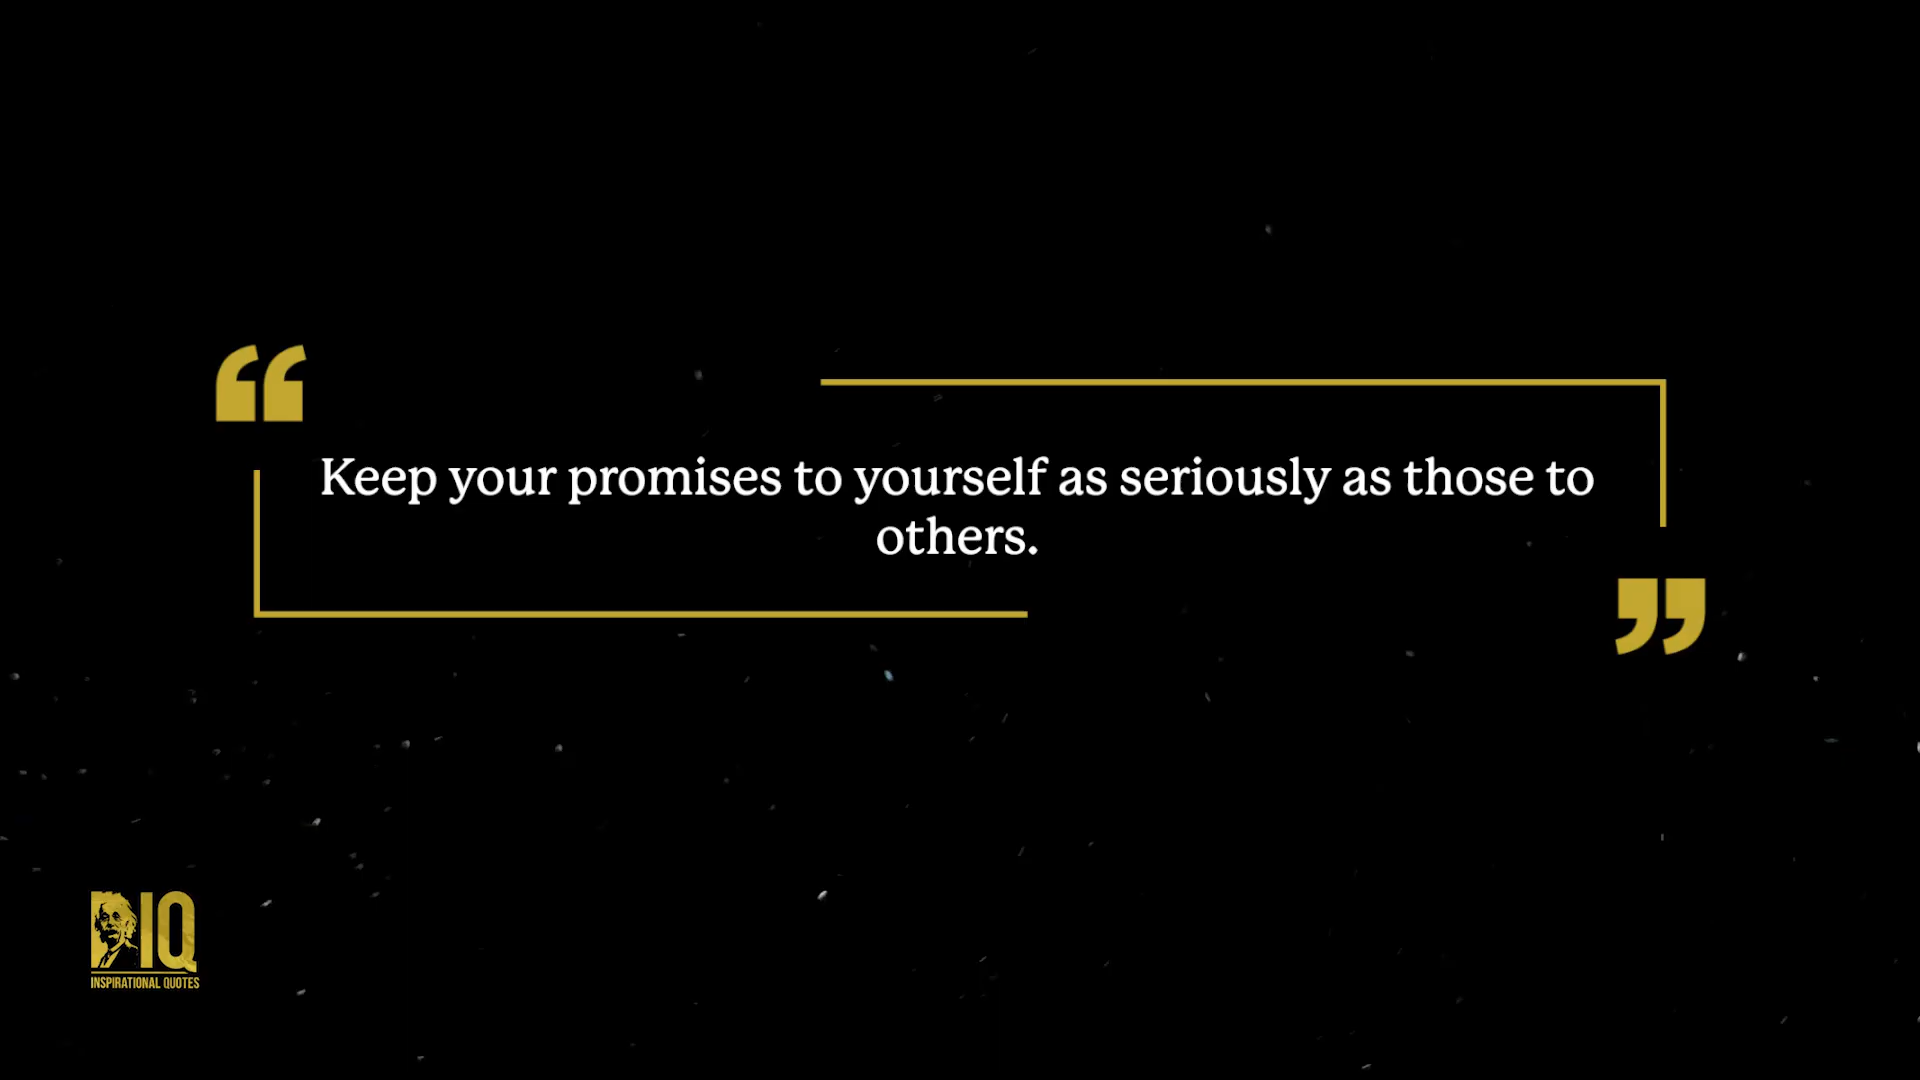 Keep your promises to yourself as seriously as those to
others.
IQ
INSPIRATIONAL QUOTES